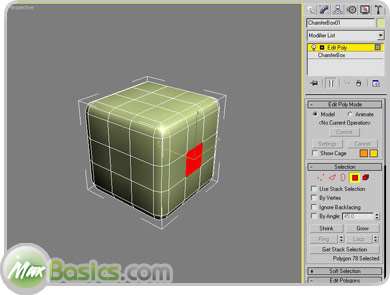 Perspective
ChamferBox01
Modifier List
Edit Poly
ChamferBox
Edit Poly Mode
Model Animate
<No Current Operation>
Commit
Settings Cancel
Show Cage
Selection
Use Stack Selection
By Vertex
Ignore Backfacing
By Angle: 45.0
Shrink Grow
Ring Loop
Get Stack Selection
Polygon 78 Selected
Soft Selection
Edit Polygons
MaxBasics.com